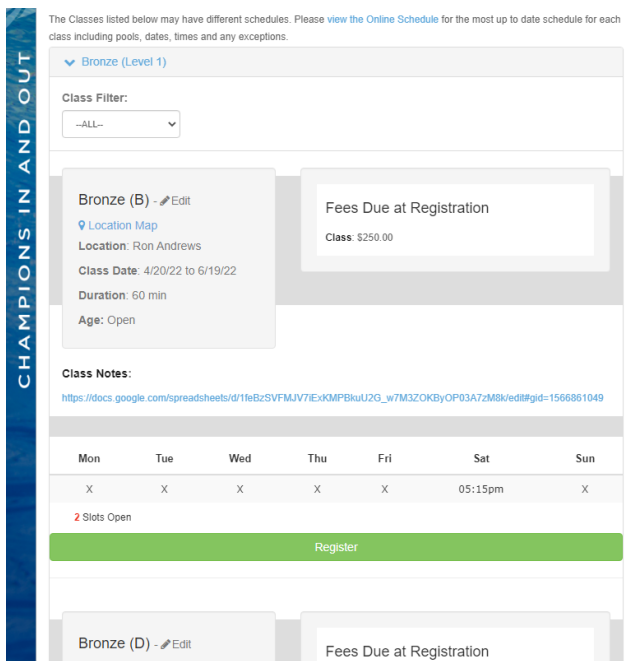 The Classes listed below may have different schedules. Please view the Online Schedule for the most up to date schedule for each
class including pools, dates, times and any exceptions.
CHAMPIONS IN AND OUT
Bronze (Level 1)
Class Filter:
--ALL--
Bronze (B) - Edit
Location Map
Location: Ron Andrews
Class Date: 4/20/22 to 6/19/22
Duration: 60 min
Age: Open
Fees Due at Registration
Class: $250.00
Class Notes:
https://docs.google.com/spreadsheets/d/1feBzSVFMJV7iExKMPBkuU2G_w7M3ZOKByOP03A7zM8k/edit#gid=1566861049
Mon Tue Wed Thu Fri Sat Sun
X X X X X 05:15pm X
2 Slots Open
Register
Bronze (D) - Edit
Fees Due at Registration